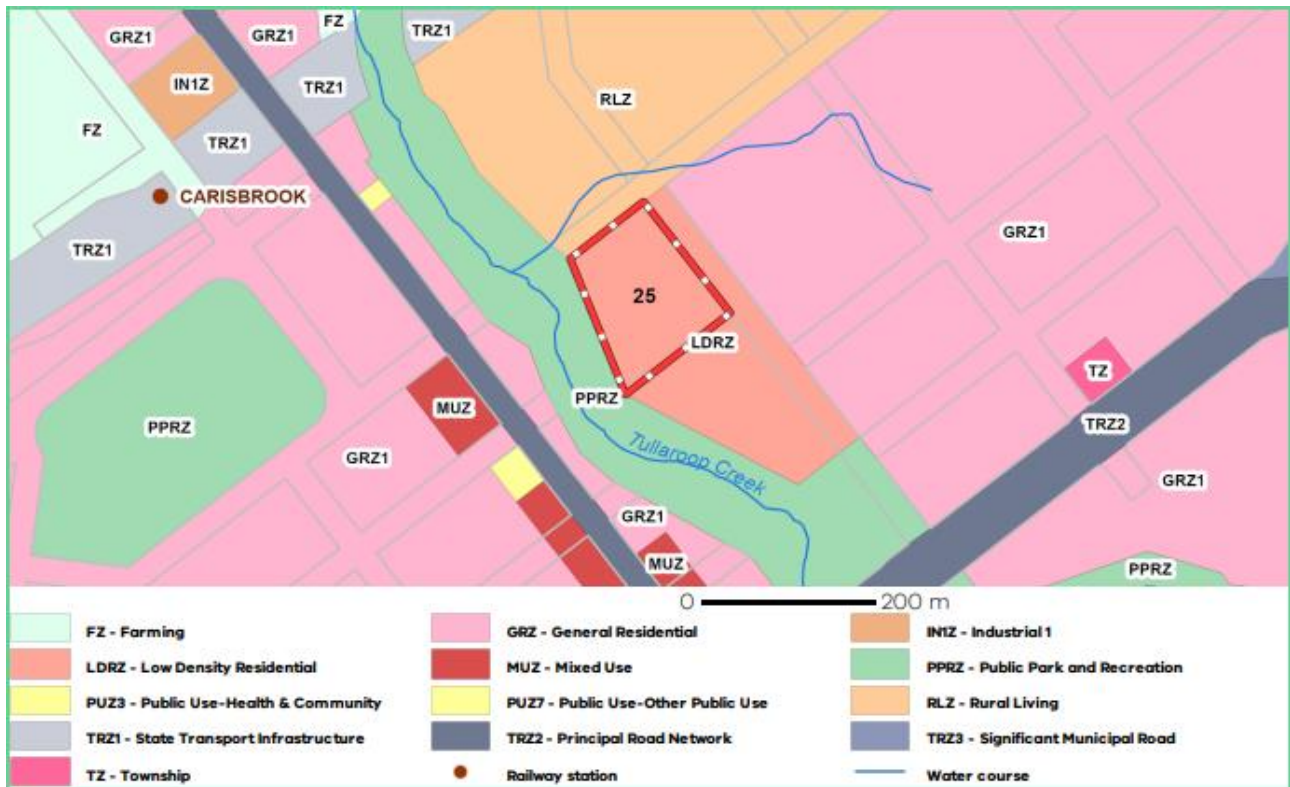 GRZ1
GRZ1
FZ
TRZ1
IN1Z
TRZ1
RLZ
FZ
TRZ1
CARISBROOK
TRZ1
GRZ1
25
LDRZ
TZ
PPRZ
MUZ
PPRZ
TRZ2
GRZ1
Tullaroop Creek
GRZ1
GRZ1
MUZ
PPRZ
0 200 m
FZ - Farming
GRZ - General Residential
IN1Z - Industrial 1
LDRZ - Low Density Residential
MUZ - Mixed Use
PPRZ - Public Park and Recreation
PUZ3 - Public Use-Health & Community
PUZ7 - Public Use-Other Public Use
RLZ - Rural Living
TRZ1 - State Transport Infrastructure
TRZ2 - Principal Road Network
TRZ3 - Significant Municipal Road
TZ - Township
Railway station
Water course